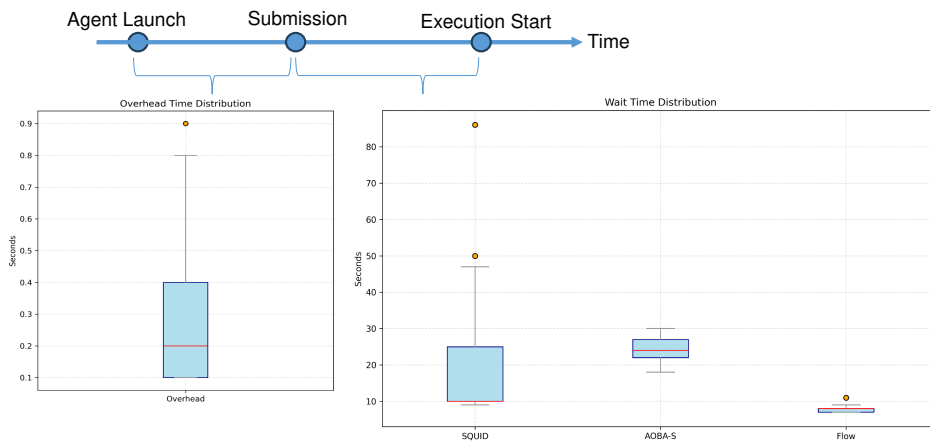 Agent Launch
Submission
Execution Start
Time
Overhead Time Distribution
0.9
0.8
0.7
0.6
0.5
0.4
0.3
0.2
0.1
Seconds
Overhead
Wait Time Distribution
80
70
60
50
40
30
20
10
Seconds
SQUID
AOBA-S
Flow